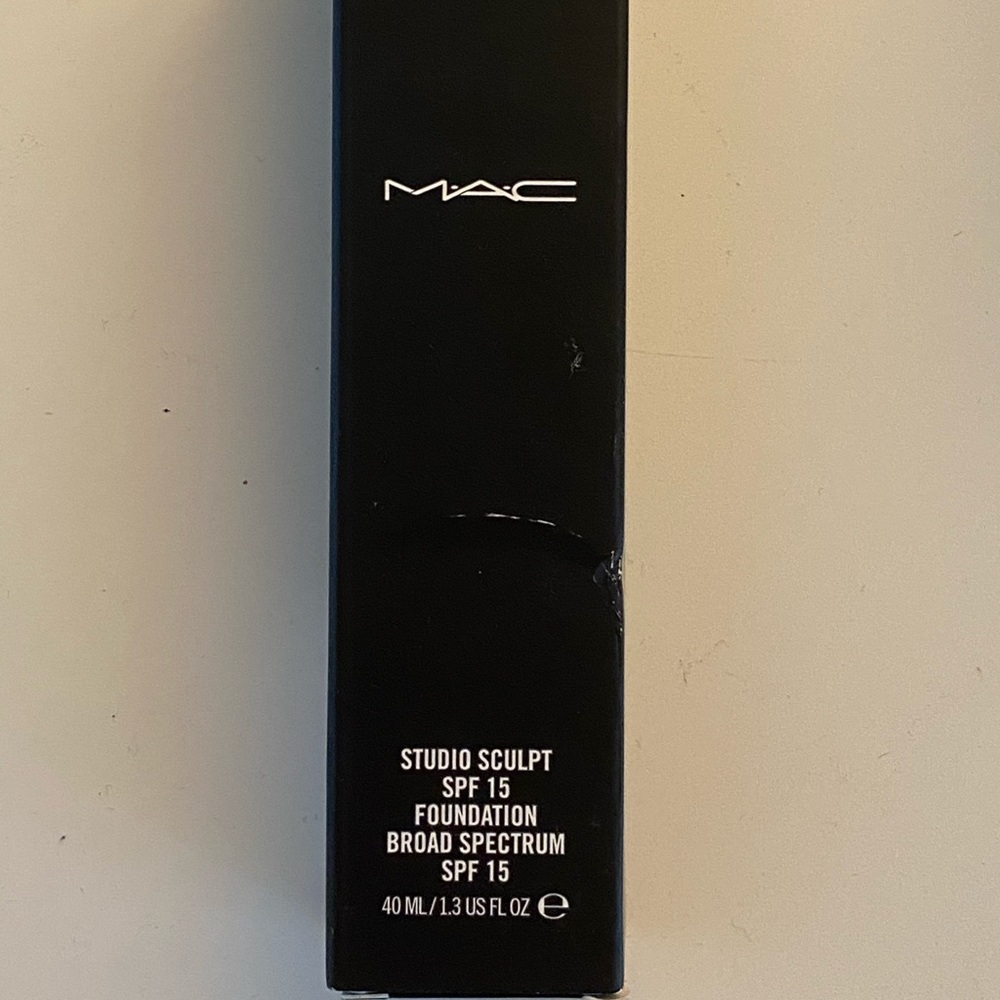 M·A·C
STUDIO SCULPT
SPF 15
FOUNDATION
BROAD SPECTRUM
SPF 15
40 ML / 1.3 US FL OZ ℮